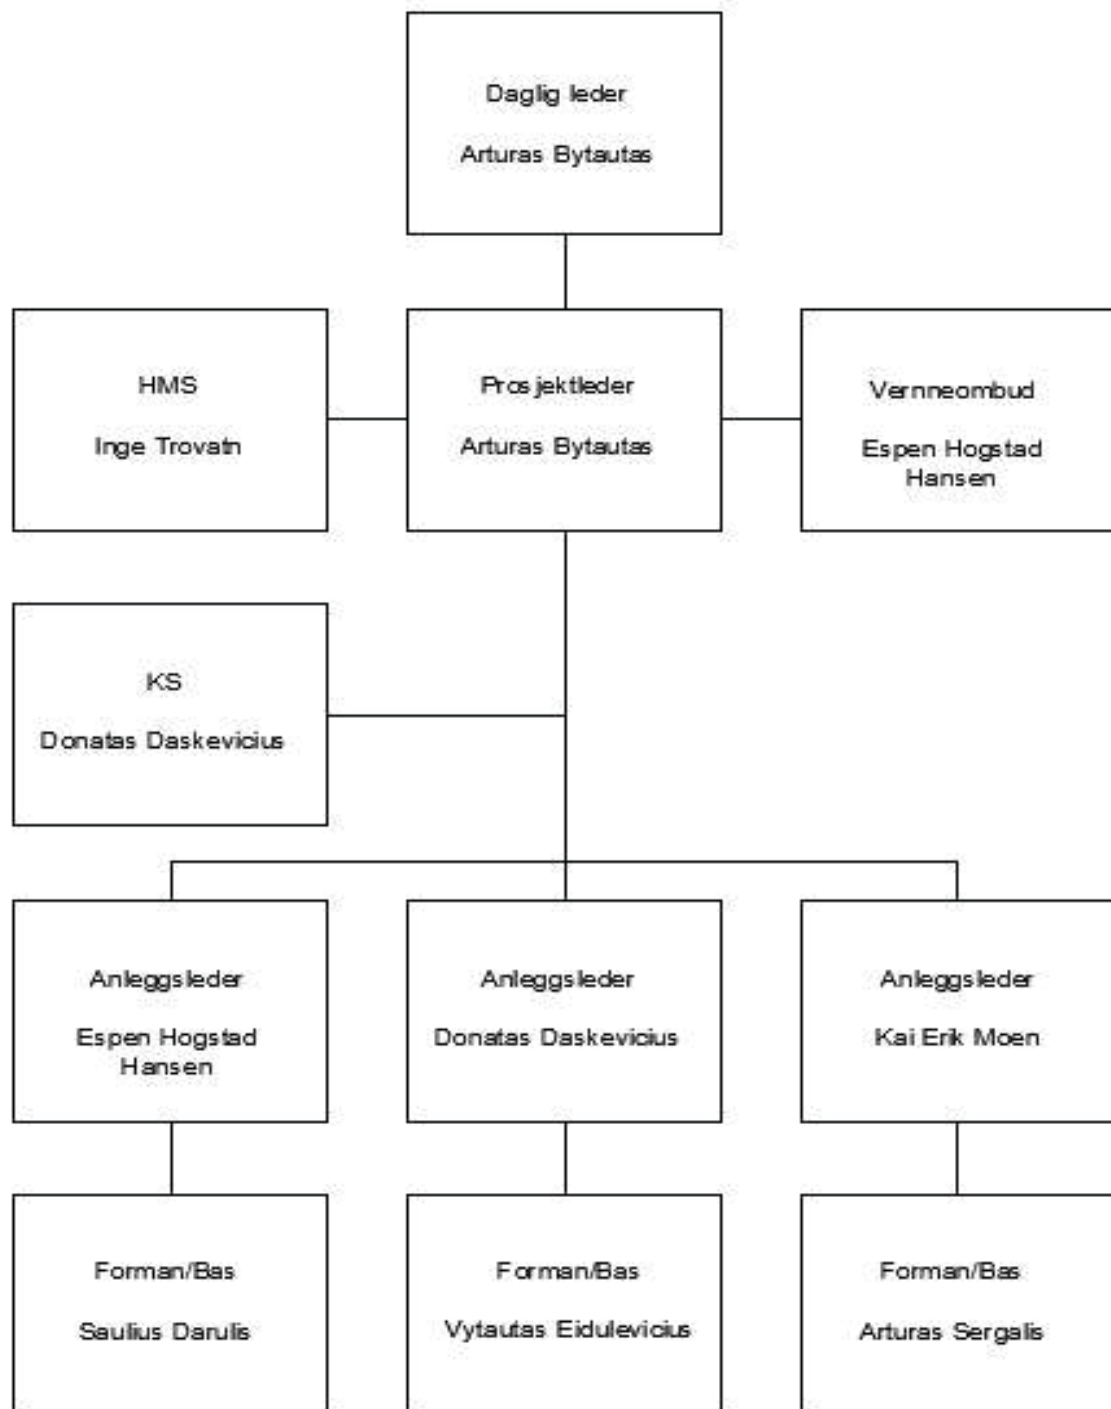 Daglig leder
Arturas Bytautas
HMS
Inge Trovatn
Prosjektleder
Arturas Bytautas
Vernneombud
Espen Hogstad
Hansen
KS
Donatas Daskevicius
Anleggsleder
Espen Hogstad
Hansen
Anleggsleder
Donatas Daskevicius
Anleggsleder
Kai Erik Moen
Forman/Bas
Saulius Darulis
Forman/Bas
Vytautas Eidulevicius
Forman/Bas
Arturas Sergalis